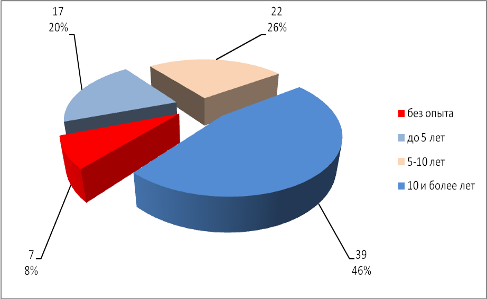 17
20%
22
26%
без опыта
до 5 лет
5-10 лет
10 и более лет
7
8%
39
46%